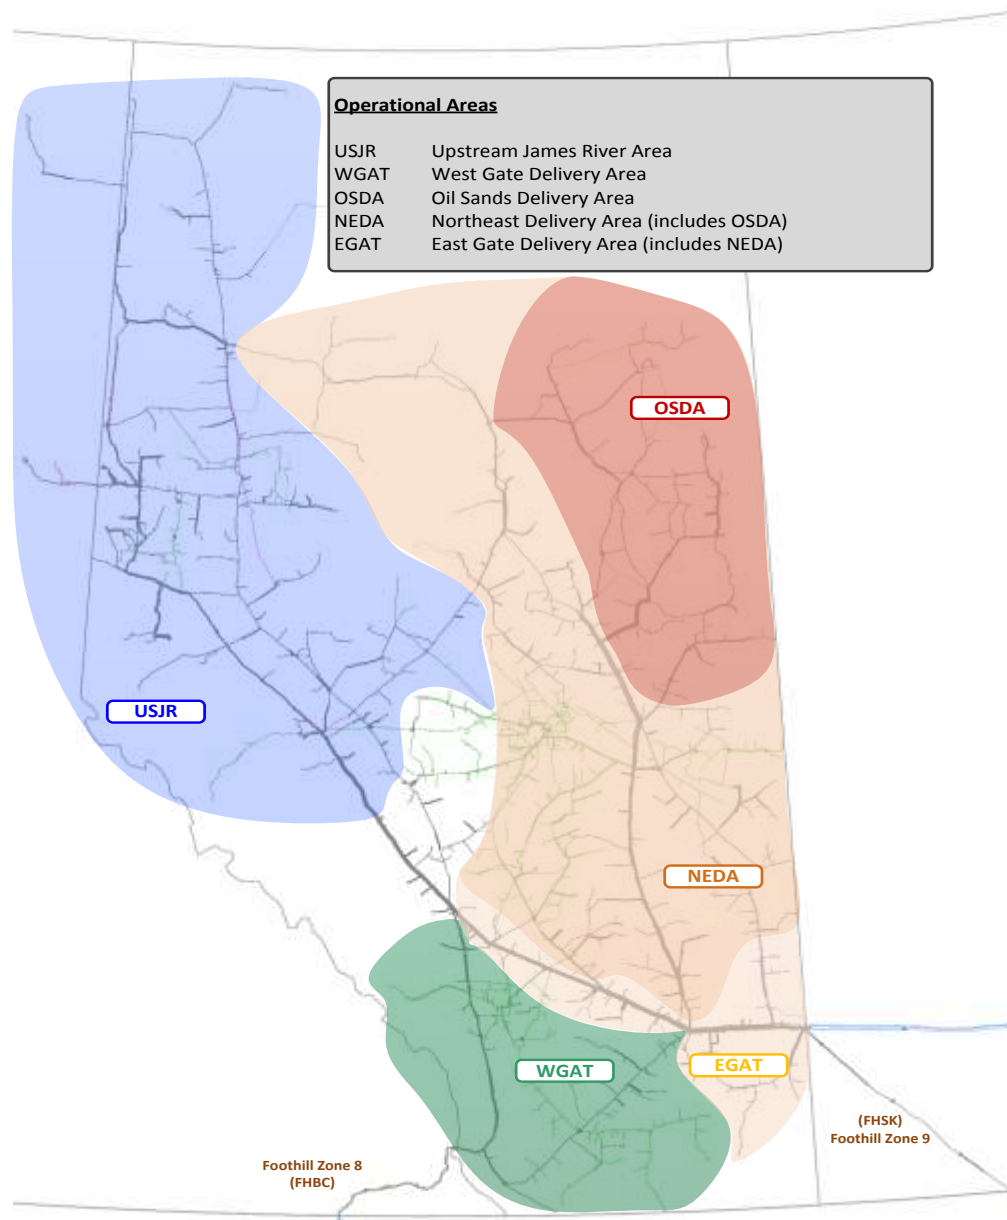 Operational Areas
USJR Upstream James River Area
WGAT West Gate Delivery Area
OSDA Oil Sands Delivery Area
NEDA Northeast Delivery Area (includes OSDA)
EGAT East Gate Delivery Area (includes NEDA)
OSDA
USJR
NEDA
WGAT
EGAT
(FHSK)
Foothill Zone 9
Foothill Zone 8
(FHBC)